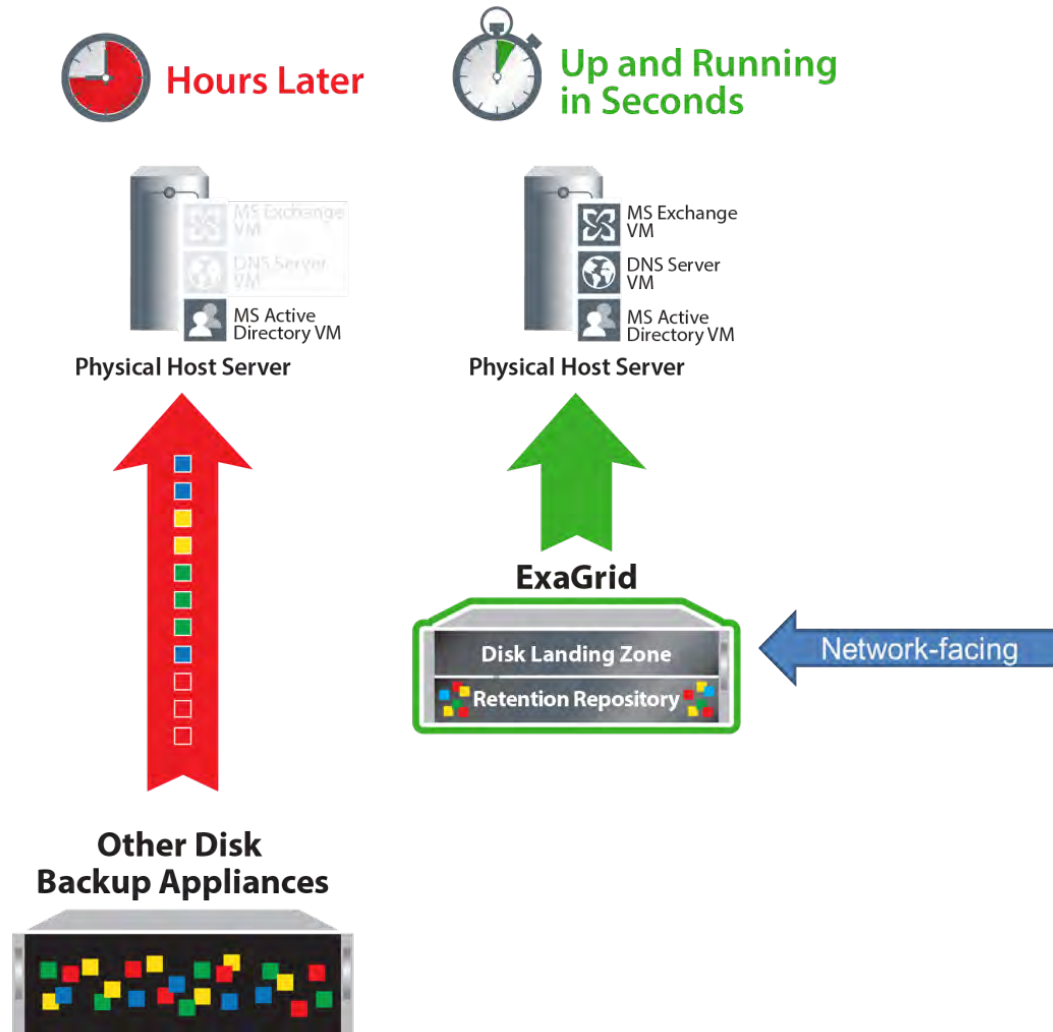 Hours Later
Up and Running
in Seconds
MS Exchange
VM
DNS Server
VM
MS Active
Directory VM
Physical Host Server
MS Exchange
VM
DNS Server
VM
MS Active
Directory VM
Physical Host Server
ExaGrid
Disk Landing Zone
Retention Repository
Network-facing
Other Disk
Backup Appliances